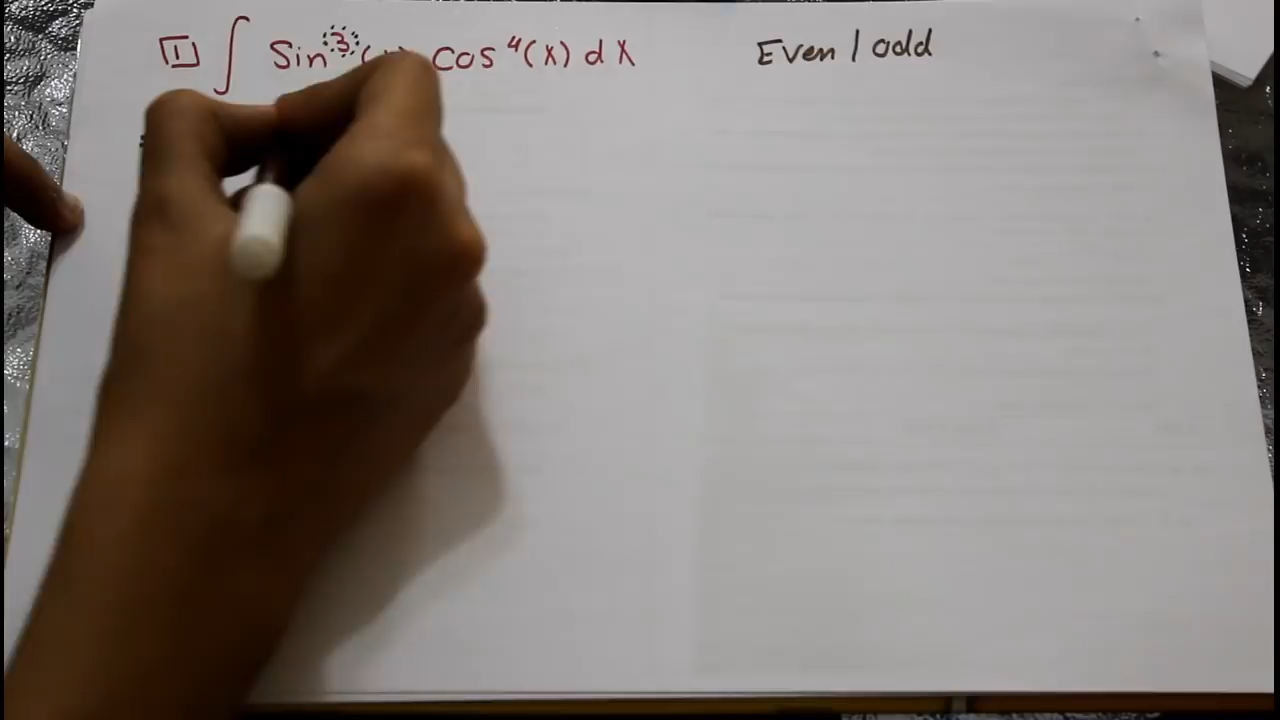 1 ∫ Sin³ (x) cos⁴(x) dx
Even / odd